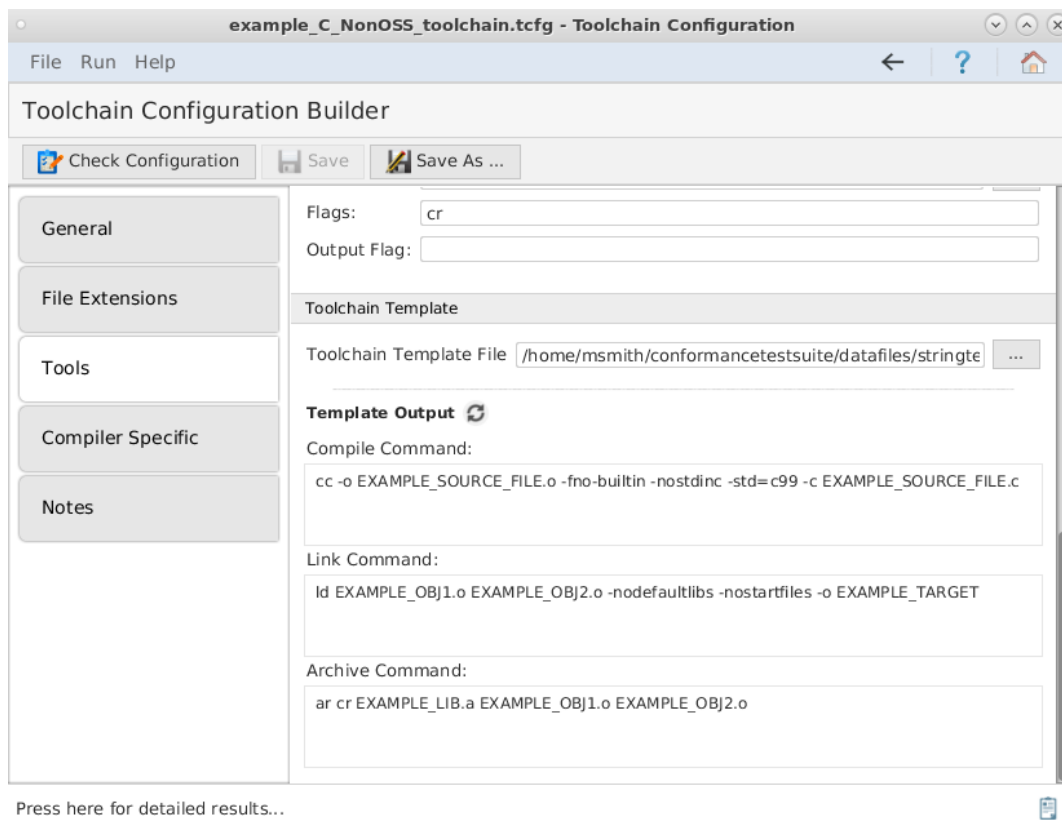 example_C_NonOSS_toolchain.tcfg - Toolchain Configuration
File Run Help
Toolchain Configuration Builder
Check Configuration Save Save As ...
General
File Extensions
Tools
Compiler Specific
Notes
Flags: cr
Output Flag:
Toolchain Template
Toolchain Template File /home/msmith/conformancetestsuite/datafiles/stringte ...
Template Output
Compile Command:
cc -o EXAMPLE_SOURCE_FILE.o -fno-builtin -nostdinc -std=c99 -c EXAMPLE_SOURCE_FILE.c
Link Command:
ld EXAMPLE_OBJ1.o EXAMPLE_OBJ2.o -nodefaultlibs -nostartfiles -o EXAMPLE_TARGET
Archive Command:
ar cr EXAMPLE_LIB.a EXAMPLE_OBJ1.o EXAMPLE_OBJ2.o
Press here for detailed results...